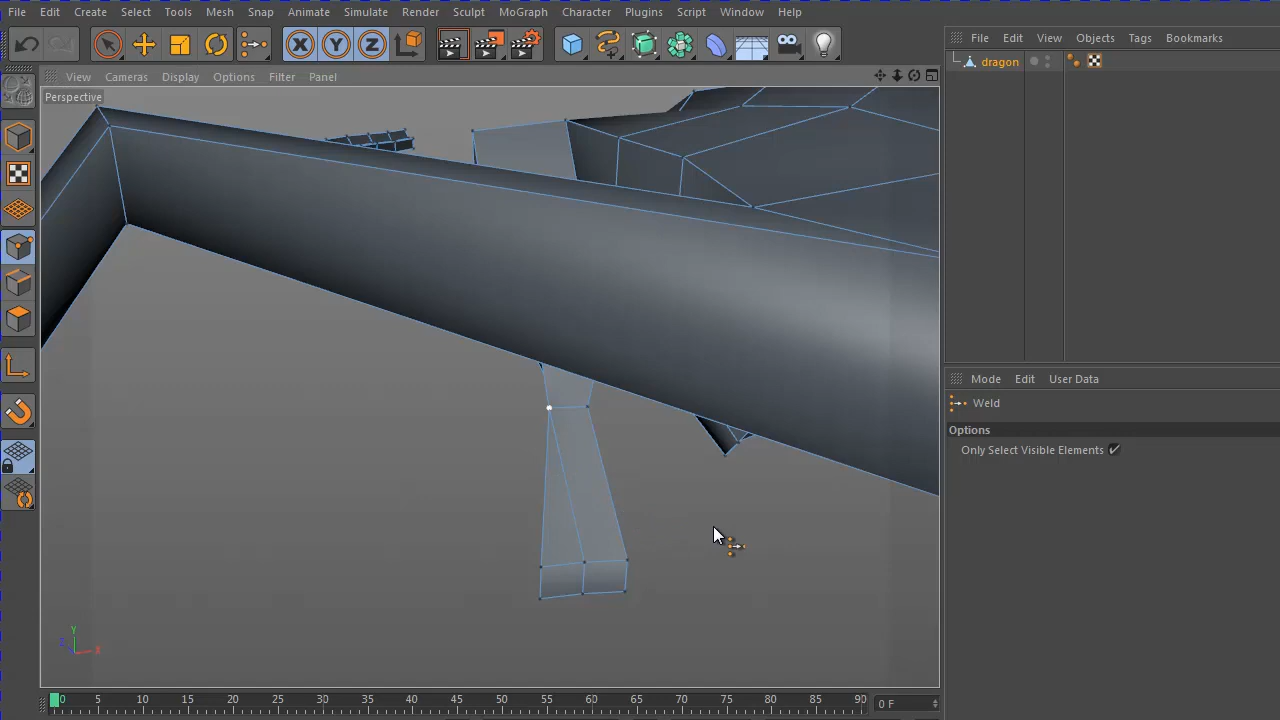 File Edit Create Select Tools Mesh Snap Animate Simulate Render Sculpt MoGraph Character Plugins Script Window Help
File Edit View Objects Tags Bookmarks
dragon
View Cameras Display Options Filter Panel
Perspective
X Y Z
Mode Edit User Data
Weld
Options
Only Select Visible Elements
Y
Z X
0 5 10 15 20 25 30 35 40 45 50 55 60 65 70 75 80 85 90 0 F